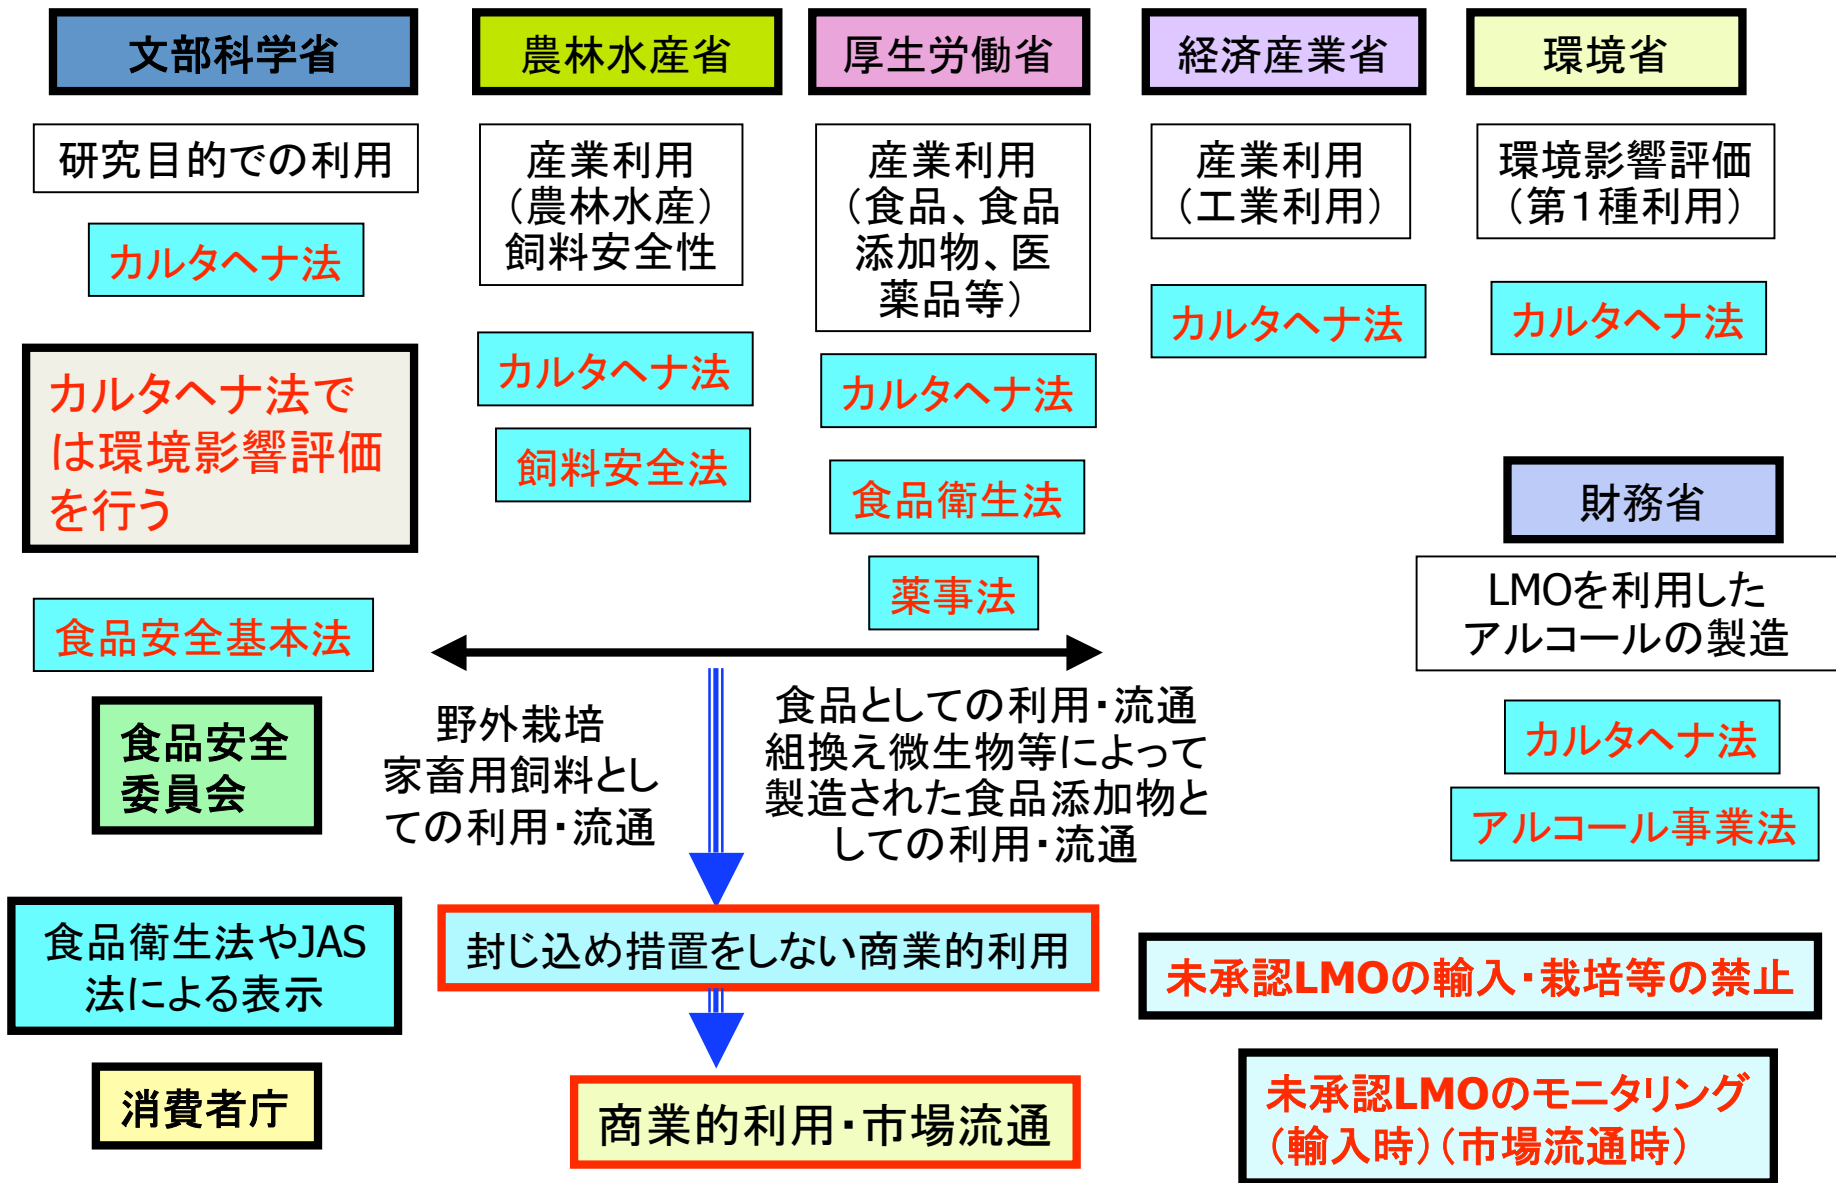 文部科学省
農林水産省
厚生労働省
経済産業省
環境省
研究目的での利用
カルタヘナ法
産業利用
（農林水産）
飼料安全性
カルタヘナ法
飼料安全法
産業利用
（食品、食品
添加物、医
薬品等）
カルタヘナ法
食品衛生法
薬事法
産業利用
（工業利用）
カルタヘナ法
環境影響評価
（第１種利用）
カルタヘナ法
カルタヘナ法で
は環境影響評価
を行う
財務省
LMOを利用した
アルコールの製造
カルタヘナ法
アルコール事業法
食品安全基本法
食品安全
委員会
野外栽培
家畜用飼料とし
ての利用・流通
食品としての利用・流通
組換え微生物等によって
製造された食品添加物と
しての利用・流通
食品衛生法やJAS
法による表示
消費者庁
封じ込め措置をしない商業的利用
商業的利用・市場流通
未承認LMOの輸入・栽培等の禁止
未承認LMOのモニタリング
（輸入時）（市場流通時）